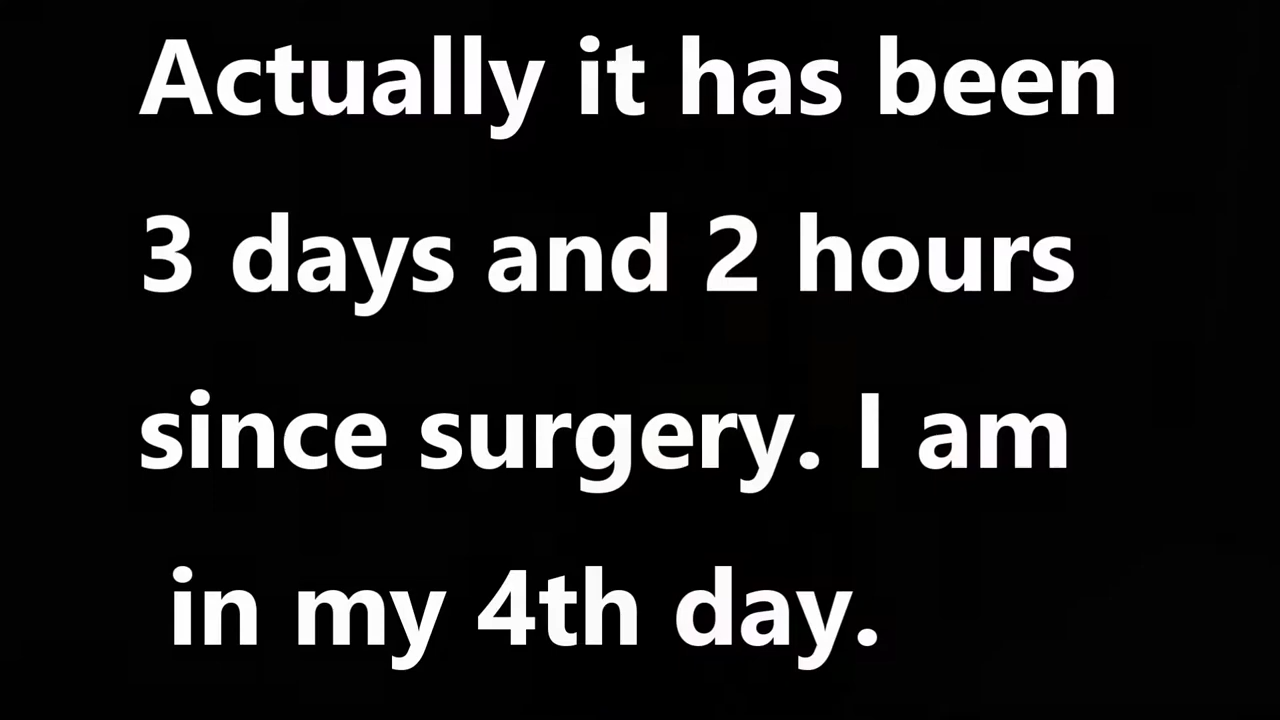 Actually it has been
3 days and 2 hours
since surgery. I am
in my 4th day.